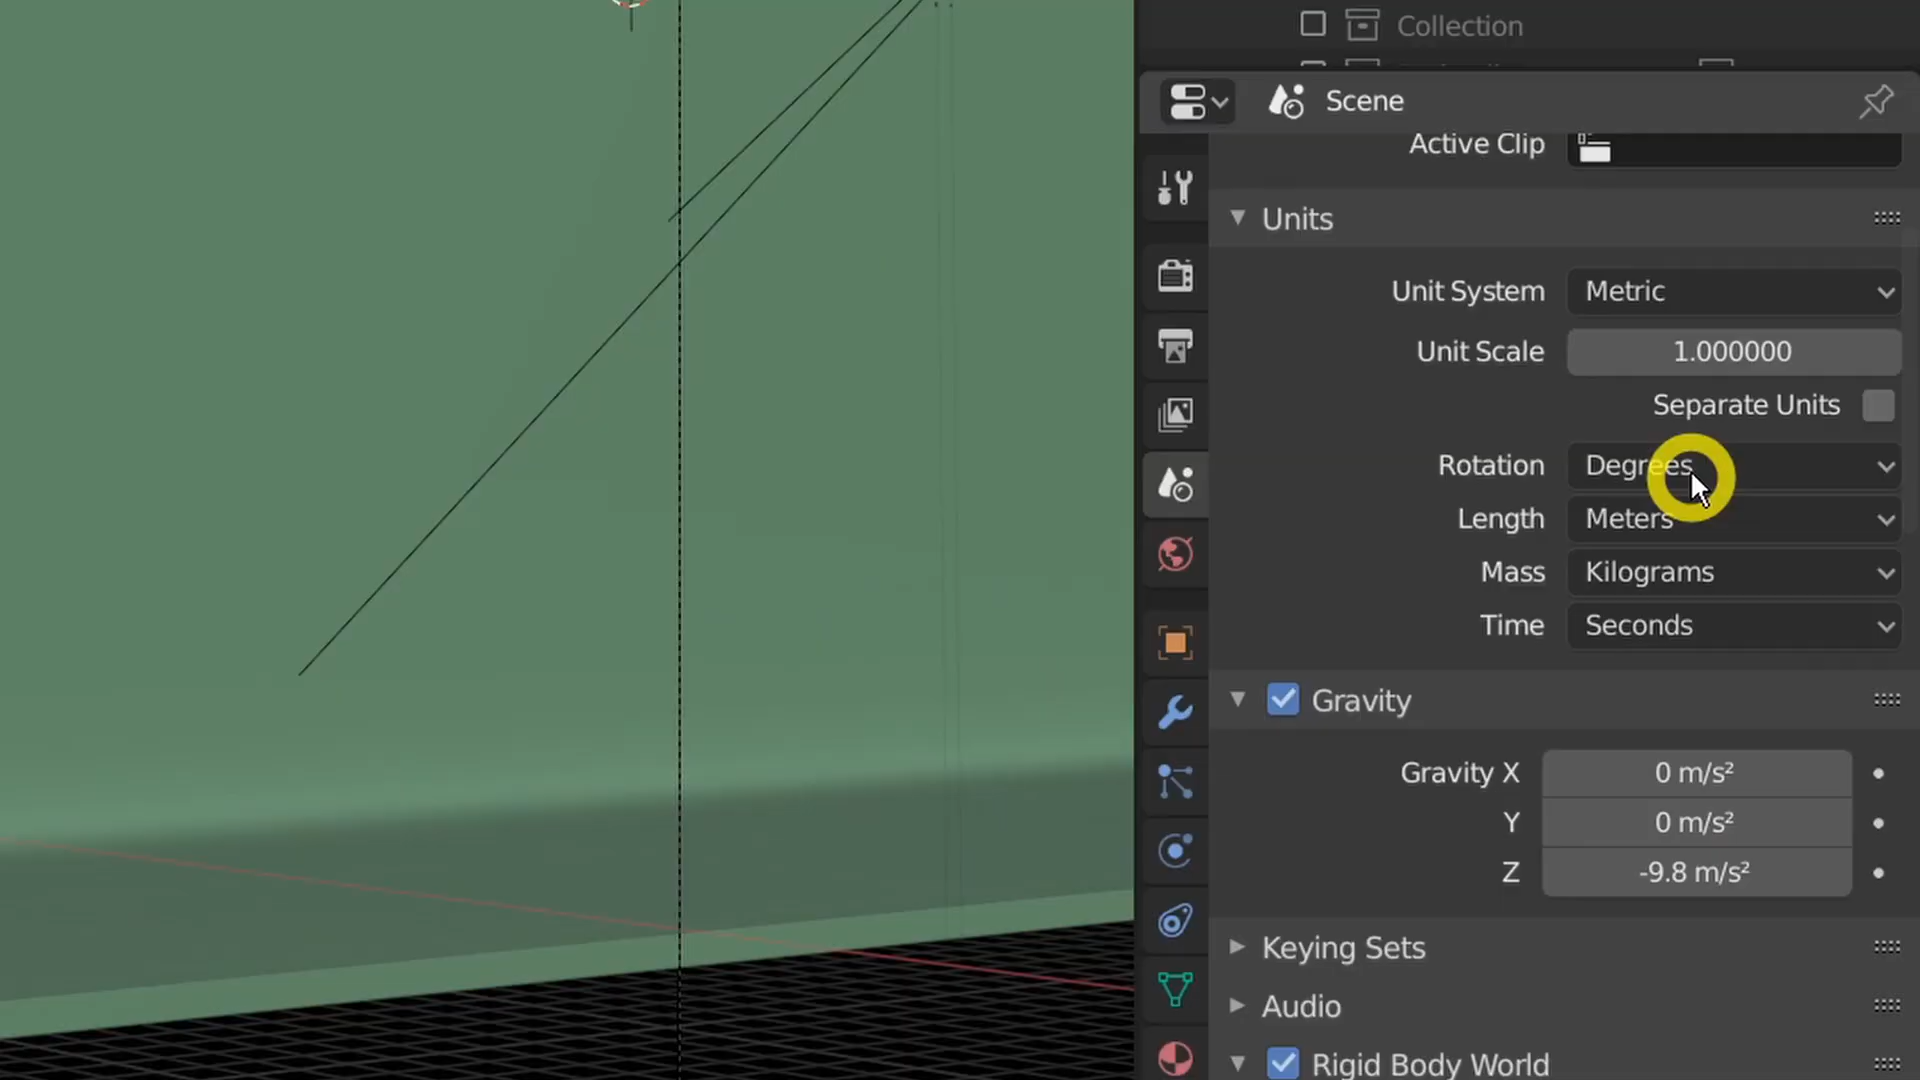 Collection
Scene
Active Clip
Units
Unit System Metric
Unit Scale 1.000000
Separate Units
Rotation Degrees
Length Meters
Mass Kilograms
Time Seconds
Gravity
Gravity X 0 m/s²
Y 0 m/s²
Z -9.8 m/s²
Keying Sets
Audio
Rigid Body World